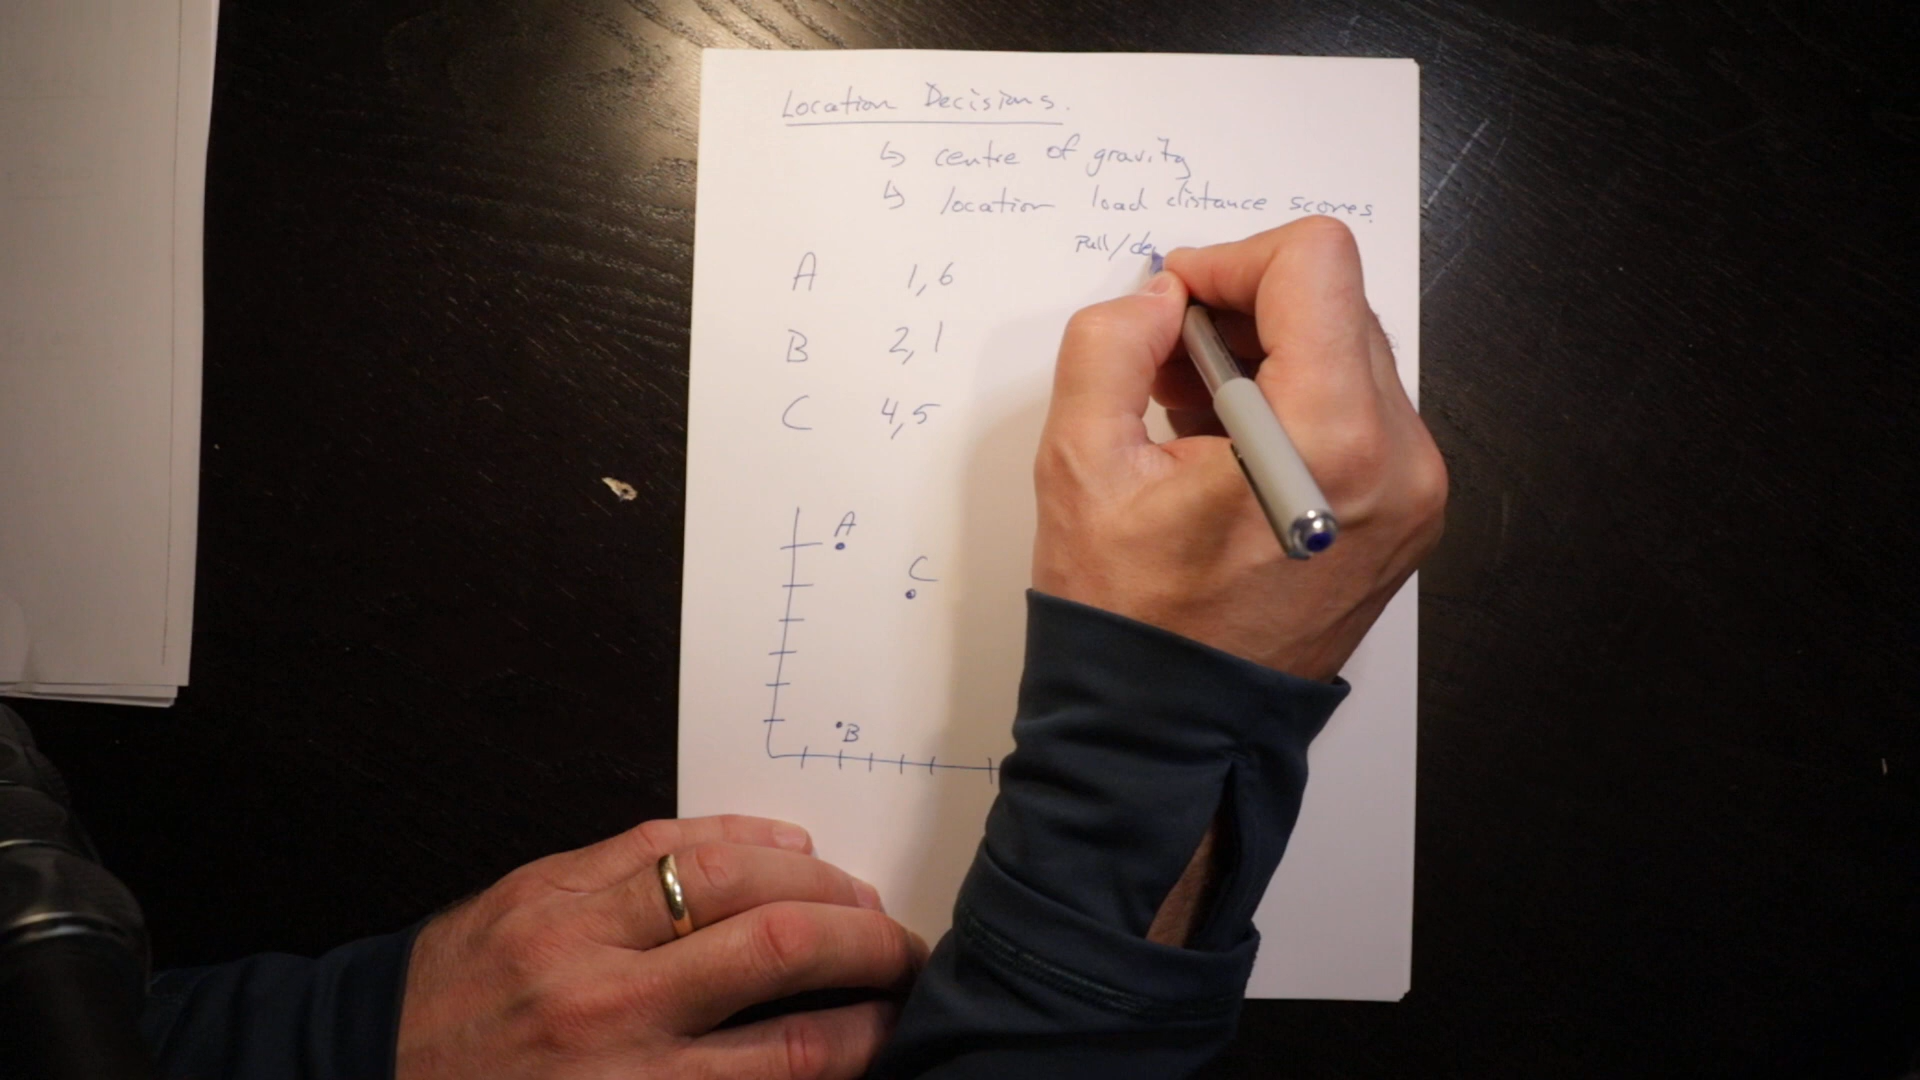 Location Decisions.
↳ centre of gravity
↳ location load distance scores.
Pull/de
A 1,6
B 2,1
C 4,5
A
C
B